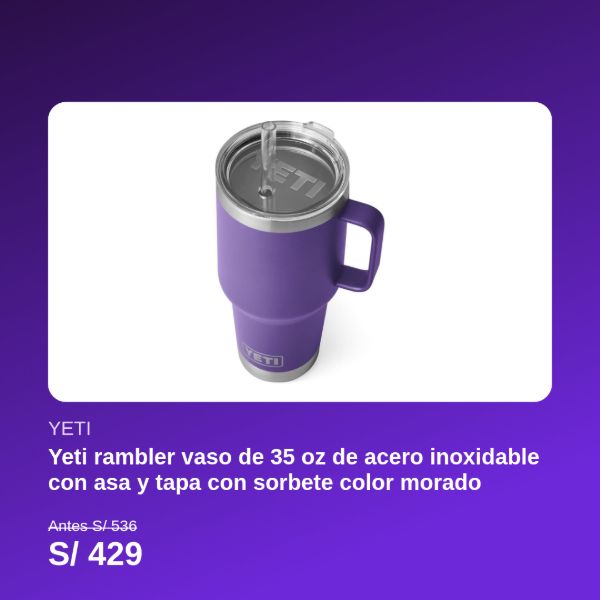 YETI
YETI
YETI
Yeti rambler vaso de 35 oz de acero inoxidable
con asa y tapa con sorbete color morado
Antes S/ 536
S/ 429